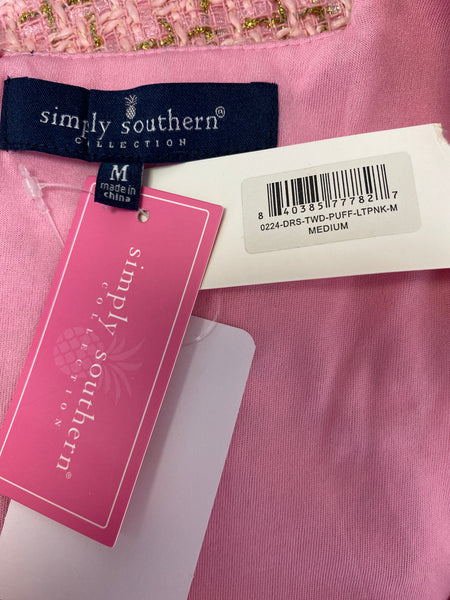 simply southern®
COLLECTION
M
made in
china
8 40385 77782 7
0224-DRS-TWD-PUFF-LTPNK-M
MEDIUM
simply southern®
COLLECTION